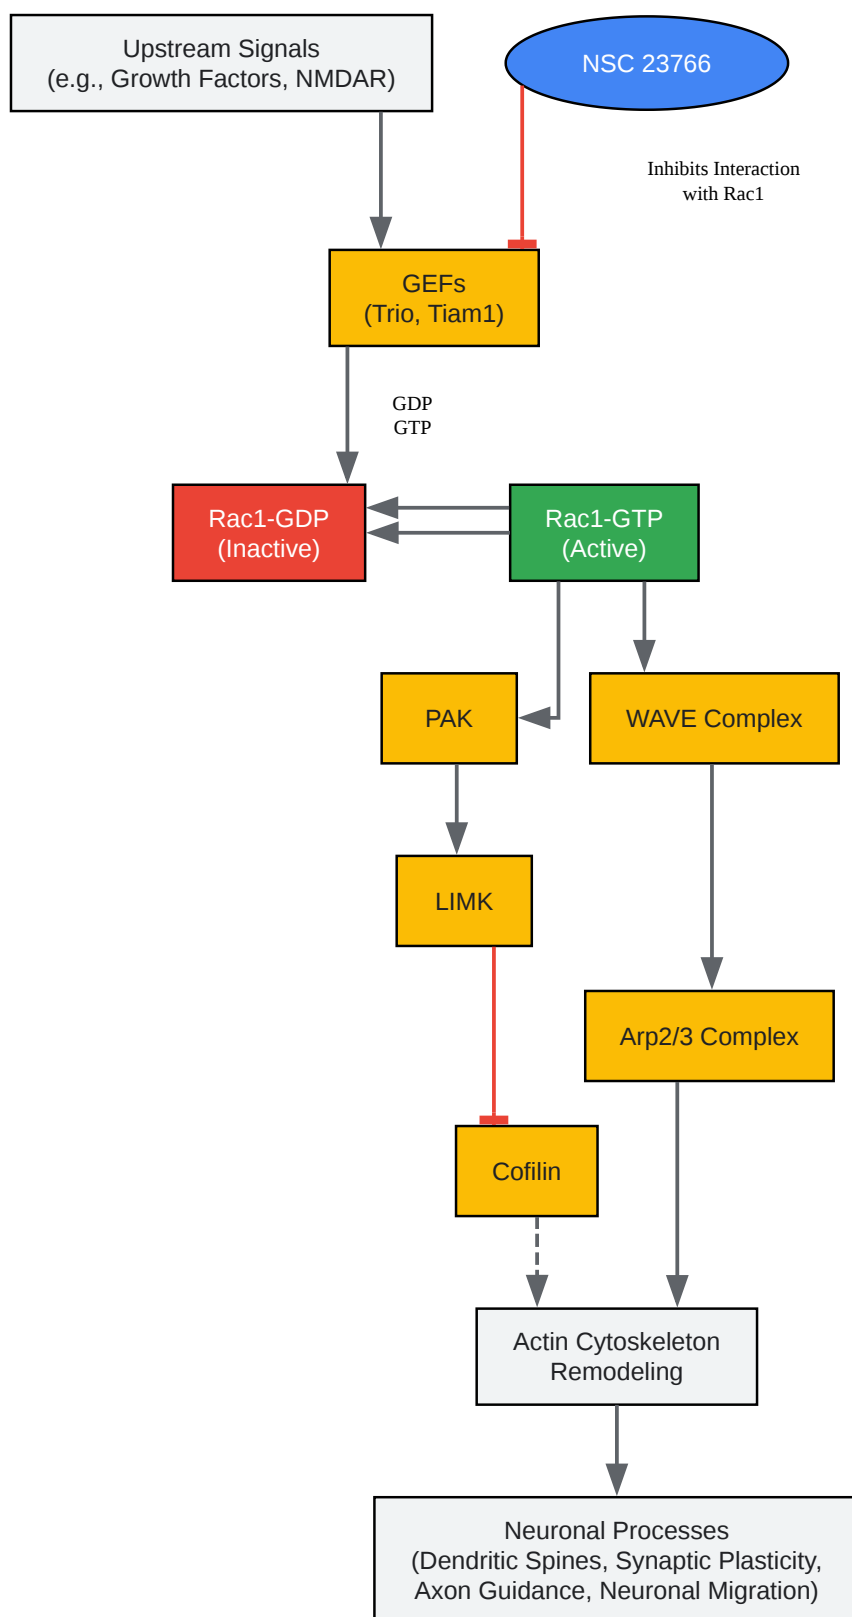 Upstream Signals
(e.g., Growth Factors, NMDAR)
NSC 23766
Inhibits Interaction
with Rac1
GEFs
(Trio, Tiam1)
GDP
GTP
Rac1-GDP
(Inactive)
Rac1-GTP
(Active)
PAK
WAVE Complex
LIMK
Arp2/3 Complex
Cofilin
Actin Cytoskeleton
Remodeling
Neuronal Processes
(Dendritic Spines, Synaptic Plasticity,
Axon Guidance, Neuronal Migration)